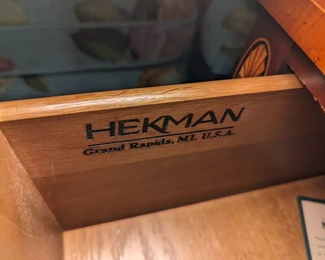 HEKMAN
Grand Rapids, MI. U.S.A.